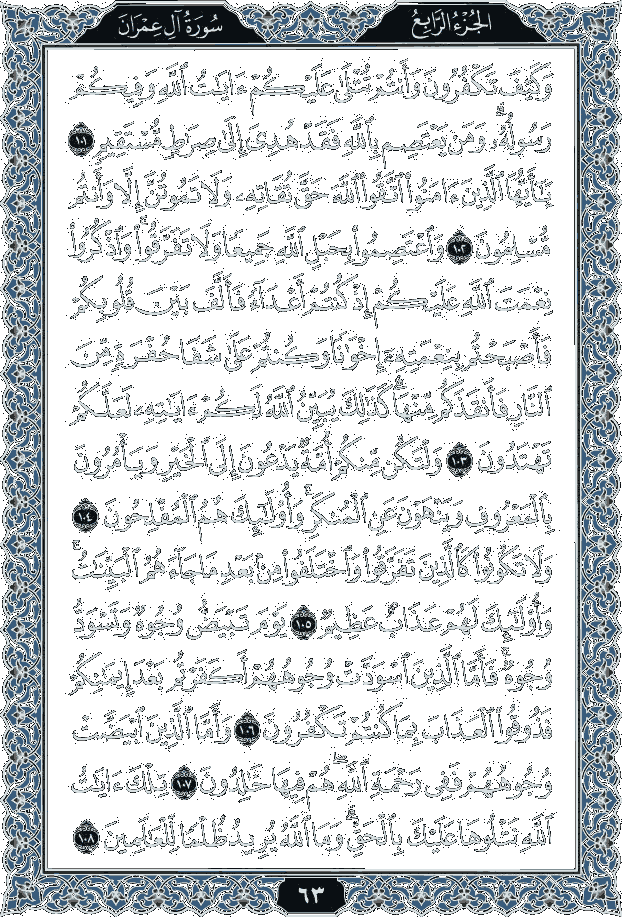 الجُزْءُ الرَّابِعُ
سُورَةُ آلِ عِمْرَانَ
وَكَيْفَ تَكْفُرُونَ وَأَنتُمْ تُتْلَىٰ عَلَيْكُمْ ءَايَٰتُ ٱللَّهِ وَفِيكُمْ
رَسُولُهُۥۗ وَمَن يَعْتَصِم بِٱللَّهِ فَقَدْ هُدِىَ إِلَىٰ صِرَٰطٍ مُّسْتَقِيمٍ ١٠١
يَٰٓأَيُّهَا ٱلَّذِينَ ءَامَنُوا۟ ٱتَّقُوا۟ ٱللَّهَ حَقَّ تُقَاتِهِۦ وَلَا تَمُوتُنَّ إِلَّا وَأَنتُم
مُّسْلِمُونَ ١٠٢ وَٱعْتَصِمُوا۟ بِحَبْلِ ٱللَّهِ جَمِيعًا وَلَا تَفَرَّقُوا۟ۚ وَٱذْكُرُوا۟
نِعْمَتَ ٱللَّهِ عَلَيْكُمْ إِذْ كُنتُمْ أَعْدَآءً فَأَلَّفَ بَيْنَ قُلُوبِكُمْ
فَأَصْبَحْتُم بِنِعْمَتِهِۦٓ إِخْوَٰنًا وَكُنتُمْ عَلَىٰ شَفَا حُفْرَةٍ مِّنَ
ٱلنَّارِ فَأَنقَذَكُم مِّنْهَاۗ كَذَٰلِكَ يُبَيِّنُ ٱللَّهُ لَكُمْ ءَايَٰتِهِۦ لَعَلَّكُمْ
تَهْتَدُونَ ١٠٣ وَلْتَكُن مِّنكُمْ أُمَّةٌ يَدْعُونَ إِلَى ٱلْخَيْرِ وَيَأْمُرُونَ
بِٱلْمَعْرُوفِ وَيَنْهَوْنَ عَنِ ٱلْمُنكَرِۚ وَأُو۟لَٰٓئِكَ هُمُ ٱلْمُفْلِحُونَ ١٠٤
وَلَا تَكُونُوا۟ كَٱلَّذِينَ تَفَرَّقُوا۟ وَٱخْتَلَفُوا۟ مِنۢ بَعْدِ مَا جَآءَهُمُ ٱلْبَيِّنَٰتُۚ
وَأُو۟لَٰٓئِكَ لَهُمْ عَذَابٌ عَظِيمٌ ١٠٥ يَوْمَ تَبْيَضُّ وُجُوهٌ وَتَسْوَدُّ
وُجُوهٌۚ فَأَمَّا ٱلَّذِينَ ٱسْوَدَّتْ وُجُوهُهُمْ أَكَفَرْتُم بَعْدَ إِيمَٰنِكُمْ
فَذُوقُوا۟ ٱلْعَذَابَ بِمَا كُنتُمْ تَكْفُرُونَ ١٠٦ وَأَمَّا ٱلَّذِينَ ٱبْيَضَّتْ
وُجُوهُهُمْ فَفِى رَحْمَةِ ٱللَّهِۖ هُمْ فِيهَا خَٰلِدُونَ ١٠٧ تِلْكَ ءَايَٰتُ
ٱللَّهِ نَتْلُوهَا عَلَيْكَ بِٱلْحَقِّۗ وَمَا ٱللَّهُ يُرِيدُ ظُلْمًا لِّلْعَٰلَمِينَ ١٠٨
٦٣